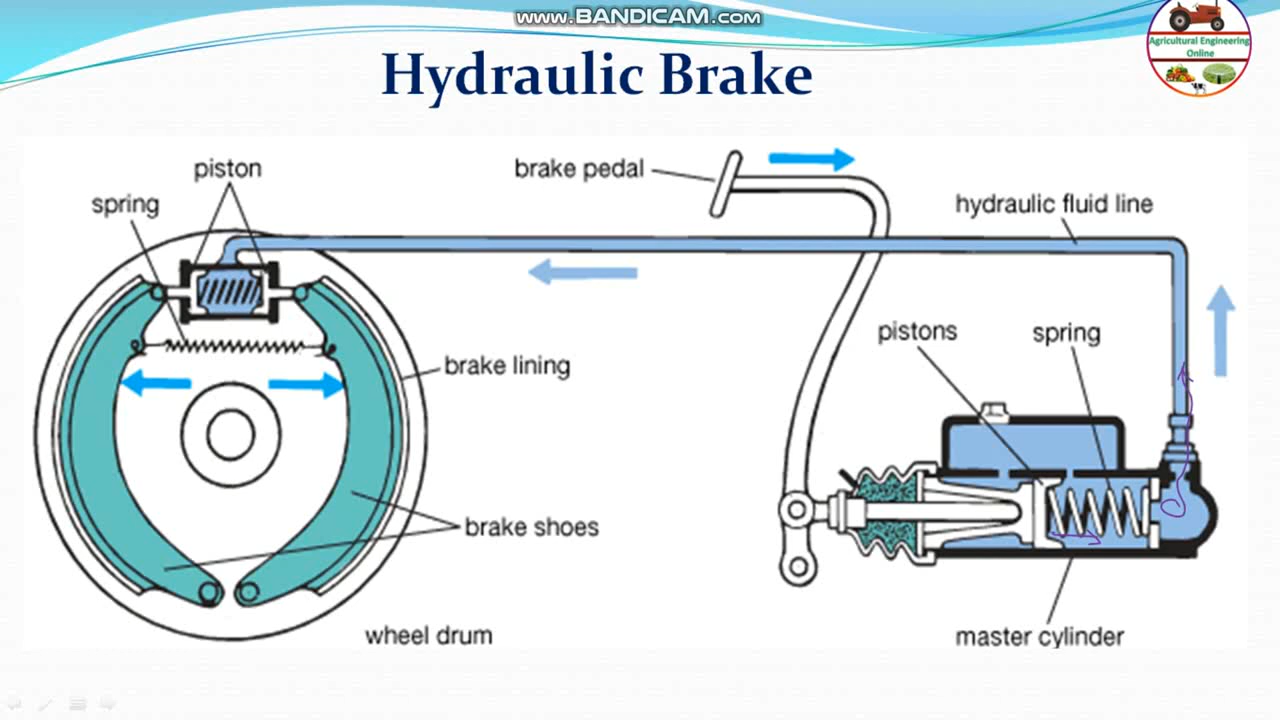 www.BANDICAM.com
Agricultural Engineering
Online
Hydraulic Brake
piston
spring
brake pedal
hydraulic fluid line
pistons
spring
brake lining
brake shoes
wheel drum
master cylinder